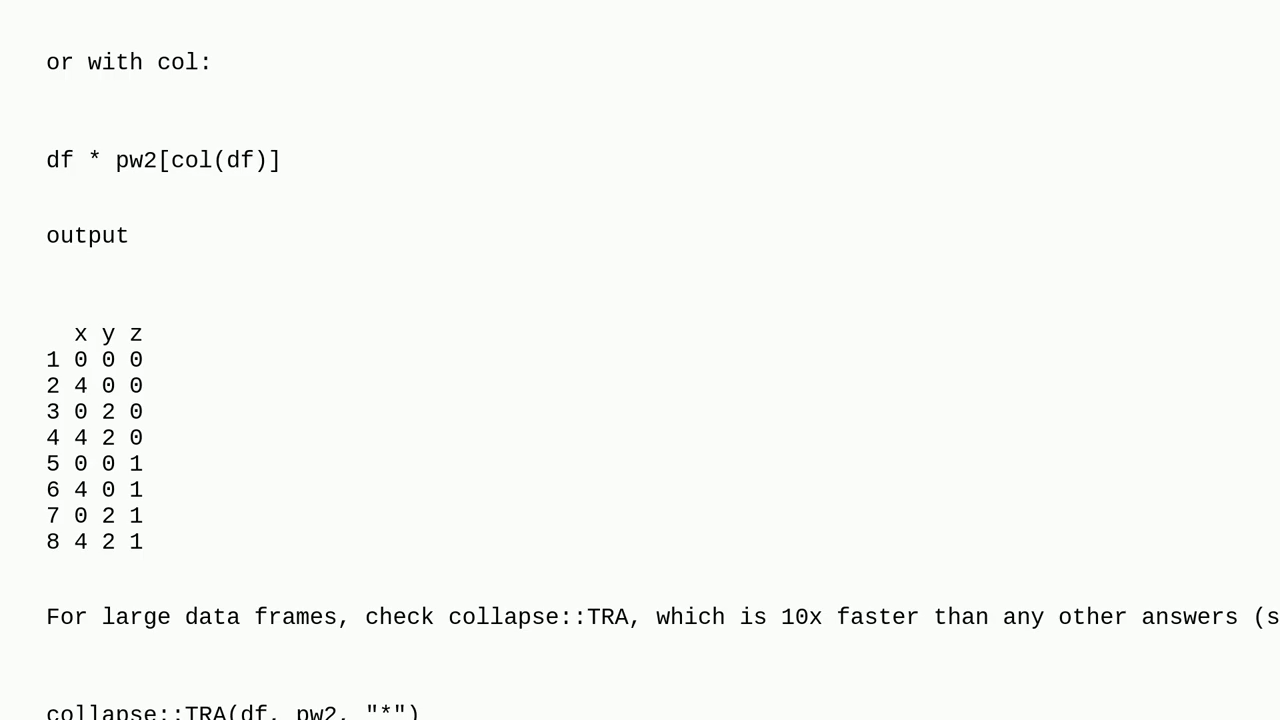 or with col:
df * pw2[col(df)]
output
  x y z
1 0 0 0
2 4 0 0
3 0 2 0
4 4 2 0
5 0 0 1
6 4 0 1
7 0 2 1
8 4 2 1
For large data frames, check collapse::TRA, which is 10x faster than any other answers (s
collapse::TRA(df, pw2, "*")